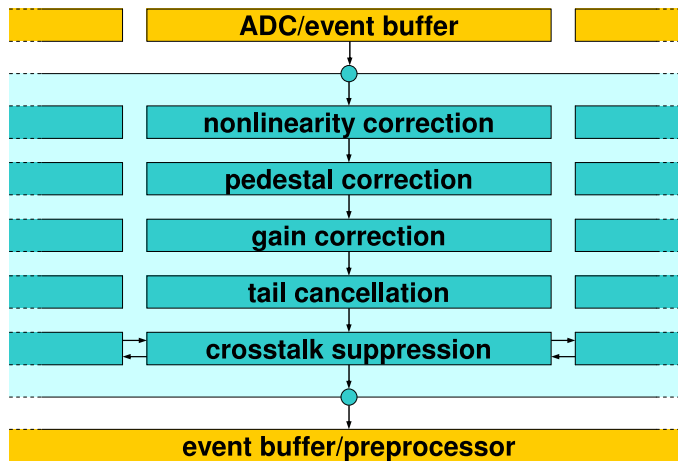 ADC/event buffer
nonlinearity correction
pedestal correction
gain correction
tail cancellation
crosstalk suppression
event buffer/preprocessor